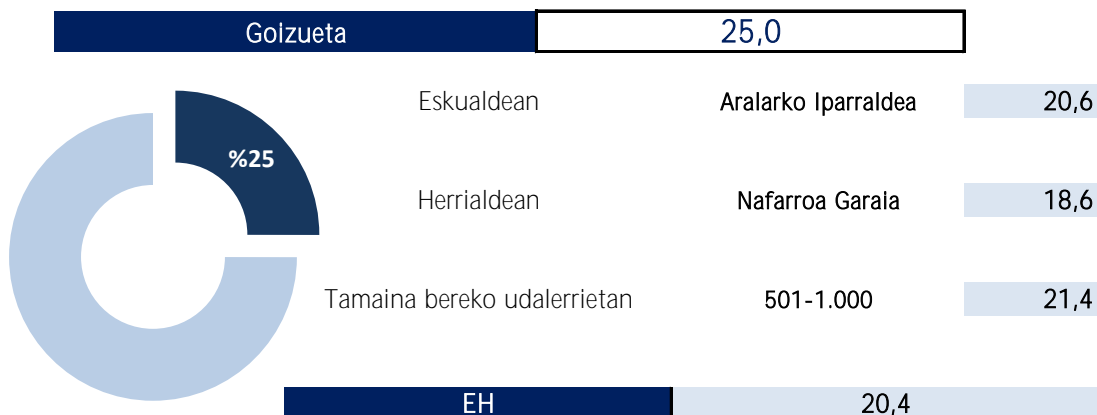 Goizueta 25,0
Eskualdean Aralarko Iparraldea 20,6
%25
Herrialdean Nafarroa Garaia 18,6
Tamaina bereko udalerrietan 501-1.000 21,4
EH 20,4